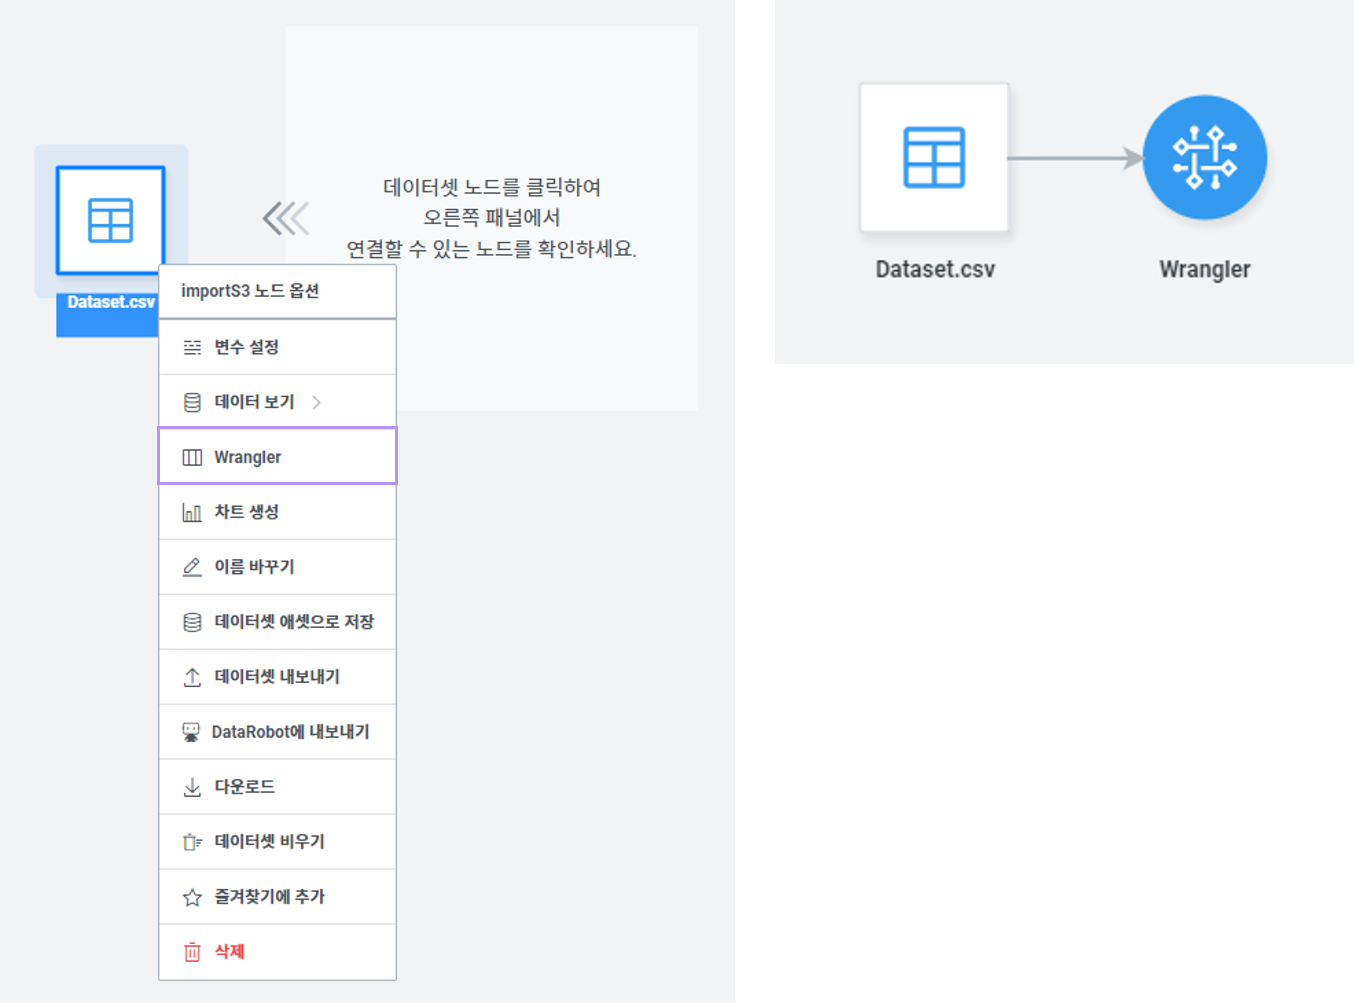 데이터셋 노드를 클릭하여
오른쪽 패널에서
연결할 수 있는 노드를 확인하세요.
Dataset.csv
importS3 노드 옵션
변수 설정
데이터 보기
Wrangler
차트 생성
이름 바꾸기
데이터셋 애셋으로 저장
데이터셋 내보내기
DataRobot에 내보내기
다운로드
데이터셋 비우기
즐겨찾기에 추가
삭제
Dataset.csv
Wrangler